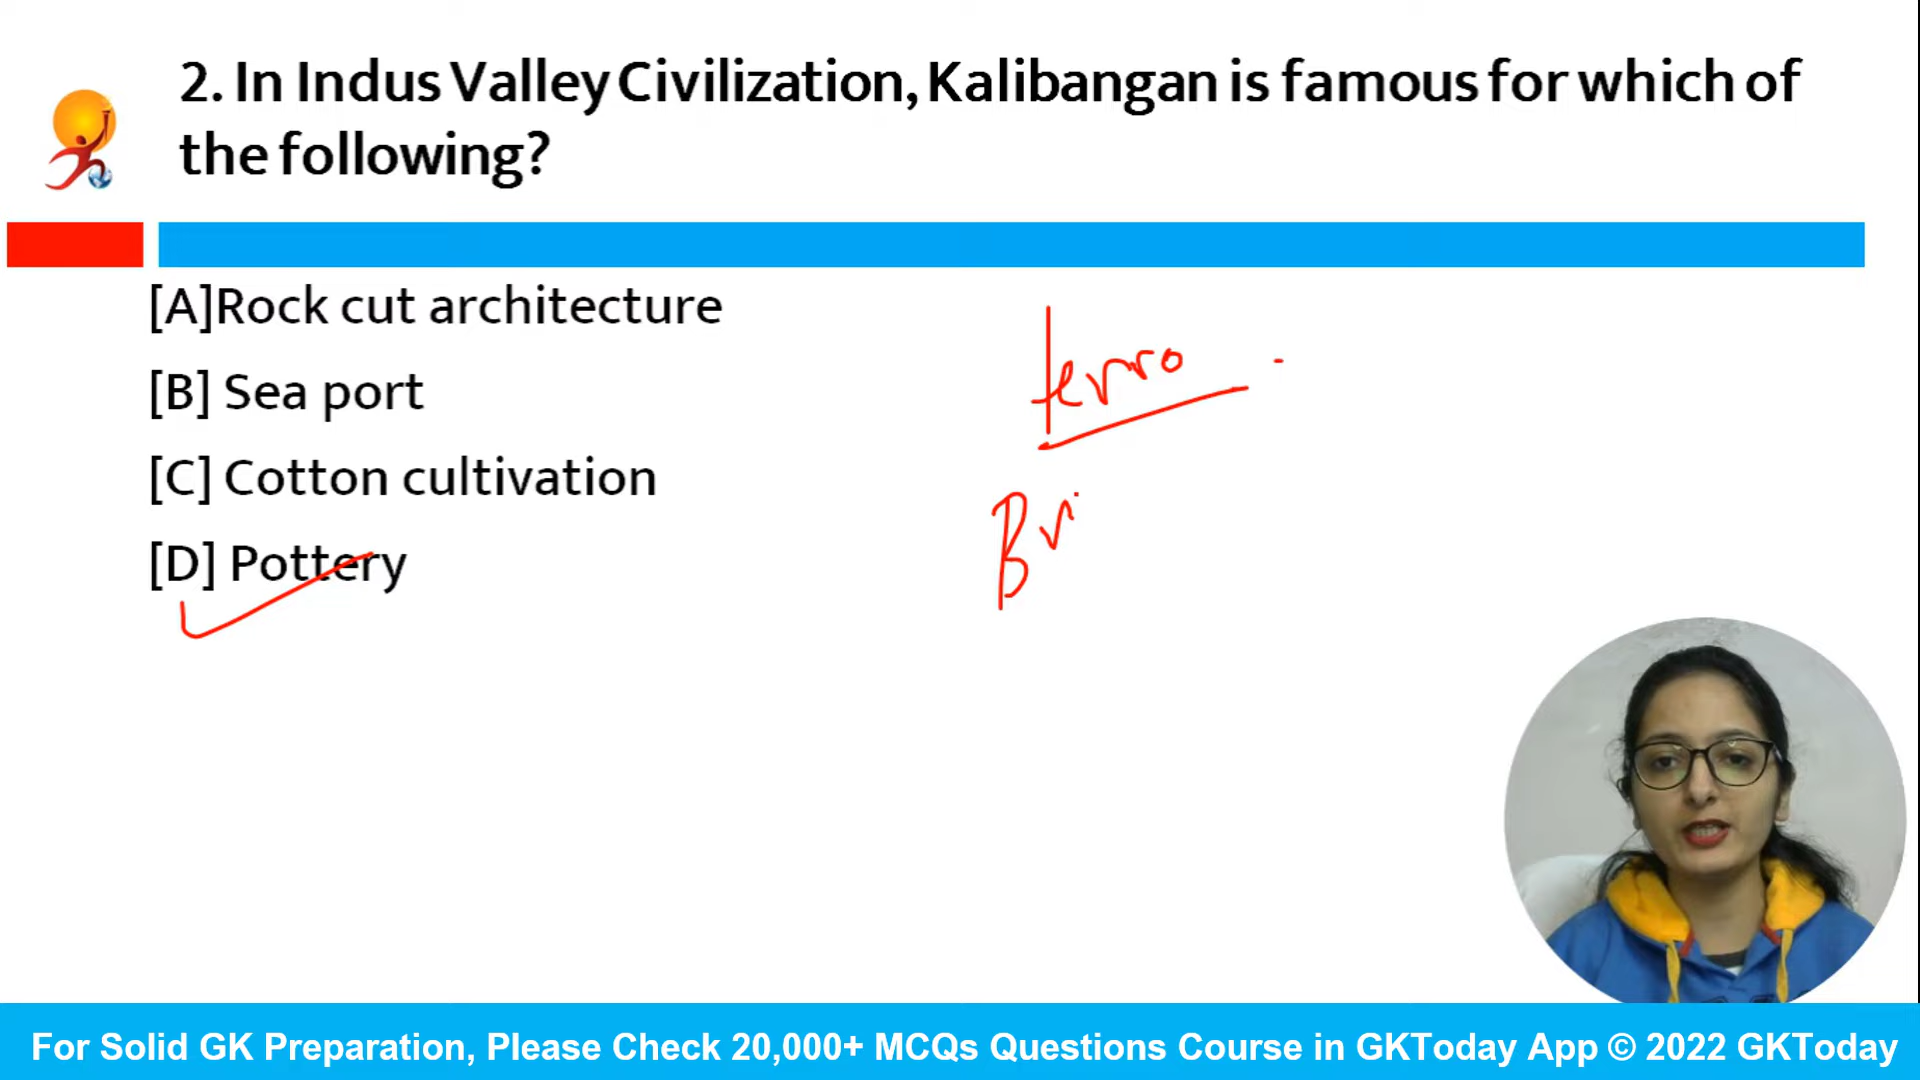 2. In Indus Valley Civilization, Kalibangan is famous for which of
the following?
[A]Rock cut architecture
[B] Sea port
[C] Cotton cultivation
[D] Pottery
terro
Bri
For Solid GK Preparation, Please Check 20,000+ MCQs Questions Course in GKToday App © 2022 GKToday